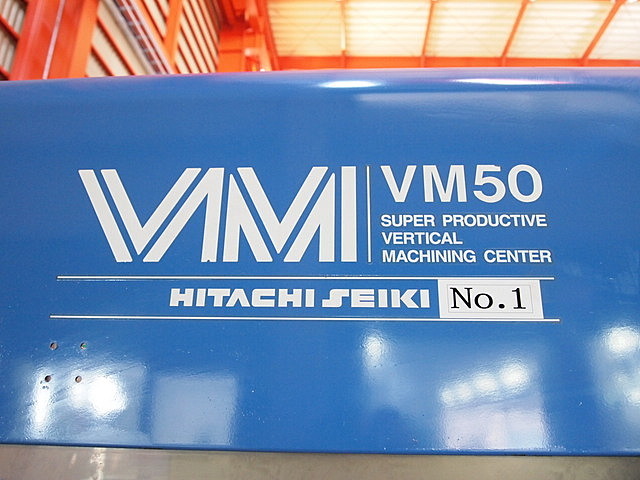 VM
VM50
SUPER PRODUCTIVE
VERTICAL
MACHINING CENTER
HITACHI SEIKI No.1